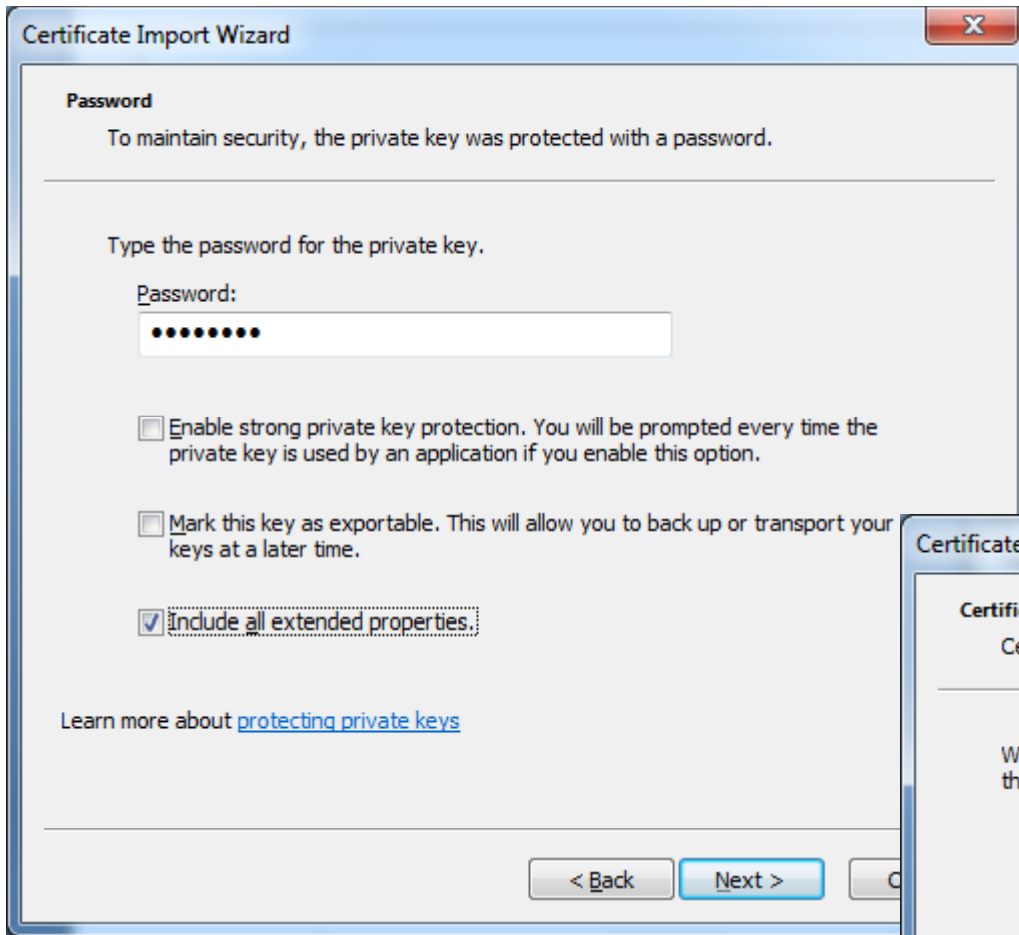 Certificate Import Wizard
Password
To maintain security, the private key was protected with a password.
Type the password for the private key.
Password:
••••••••
Enable strong private key protection. You will be prompted every time the
private key is used by an application if you enable this option.
Mark this key as exportable. This will allow you to back up or transport your
keys at a later time.
Include all extended properties.
Learn more about protecting private keys
< Back
Next >
Certificate